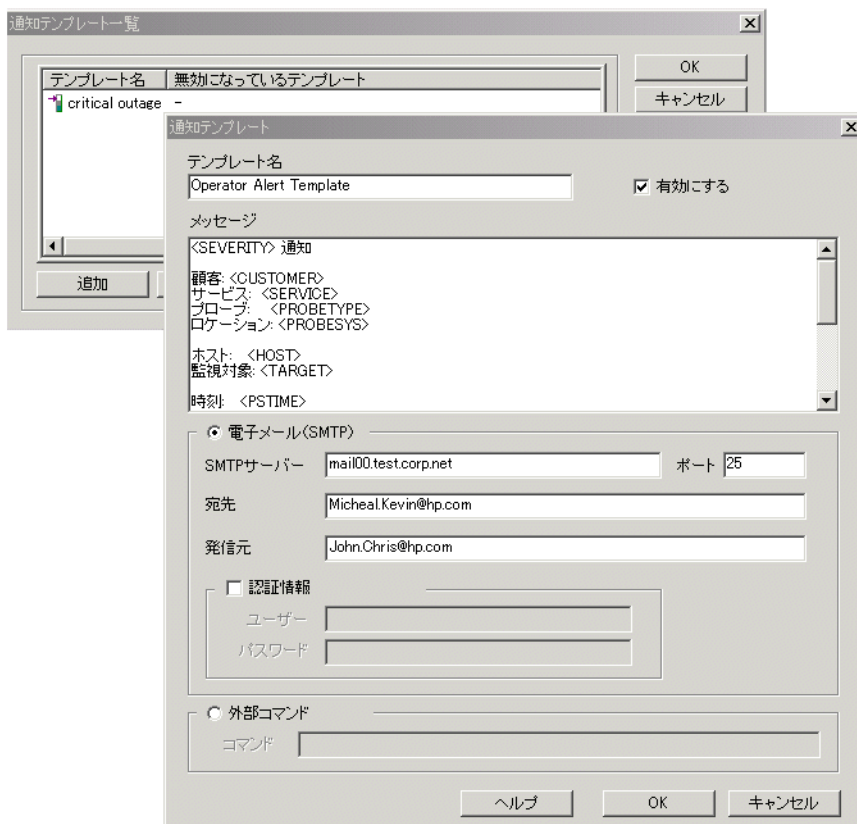 通知テンプレート一覧
OK
キャンセル
テンプレート名 無効になっているテンプレート
critical outage -
追加
通知テンプレート
テンプレート名
Operator Alert Template
有効にする
メッセージ
<SEVERITY> 通知
顧客: <CUSTOMER>
サービス: <SERVICE>
プローブ: <PROBETYPE>
ロケーション: <PROBESYS>
ホスト: <HOST>
監視対象: <TARGET>
時刻: <PSTIME>
電子メール(SMTP)
SMTPサーバー mail00.test.corp.net ポート 25
宛先 Micheal.Kevin@hp.com
発信元 John.Chris@hp.com
認証情報
ユーザー
パスワード
外部コマンド
コマンド
ヘルプ OK キャンセル